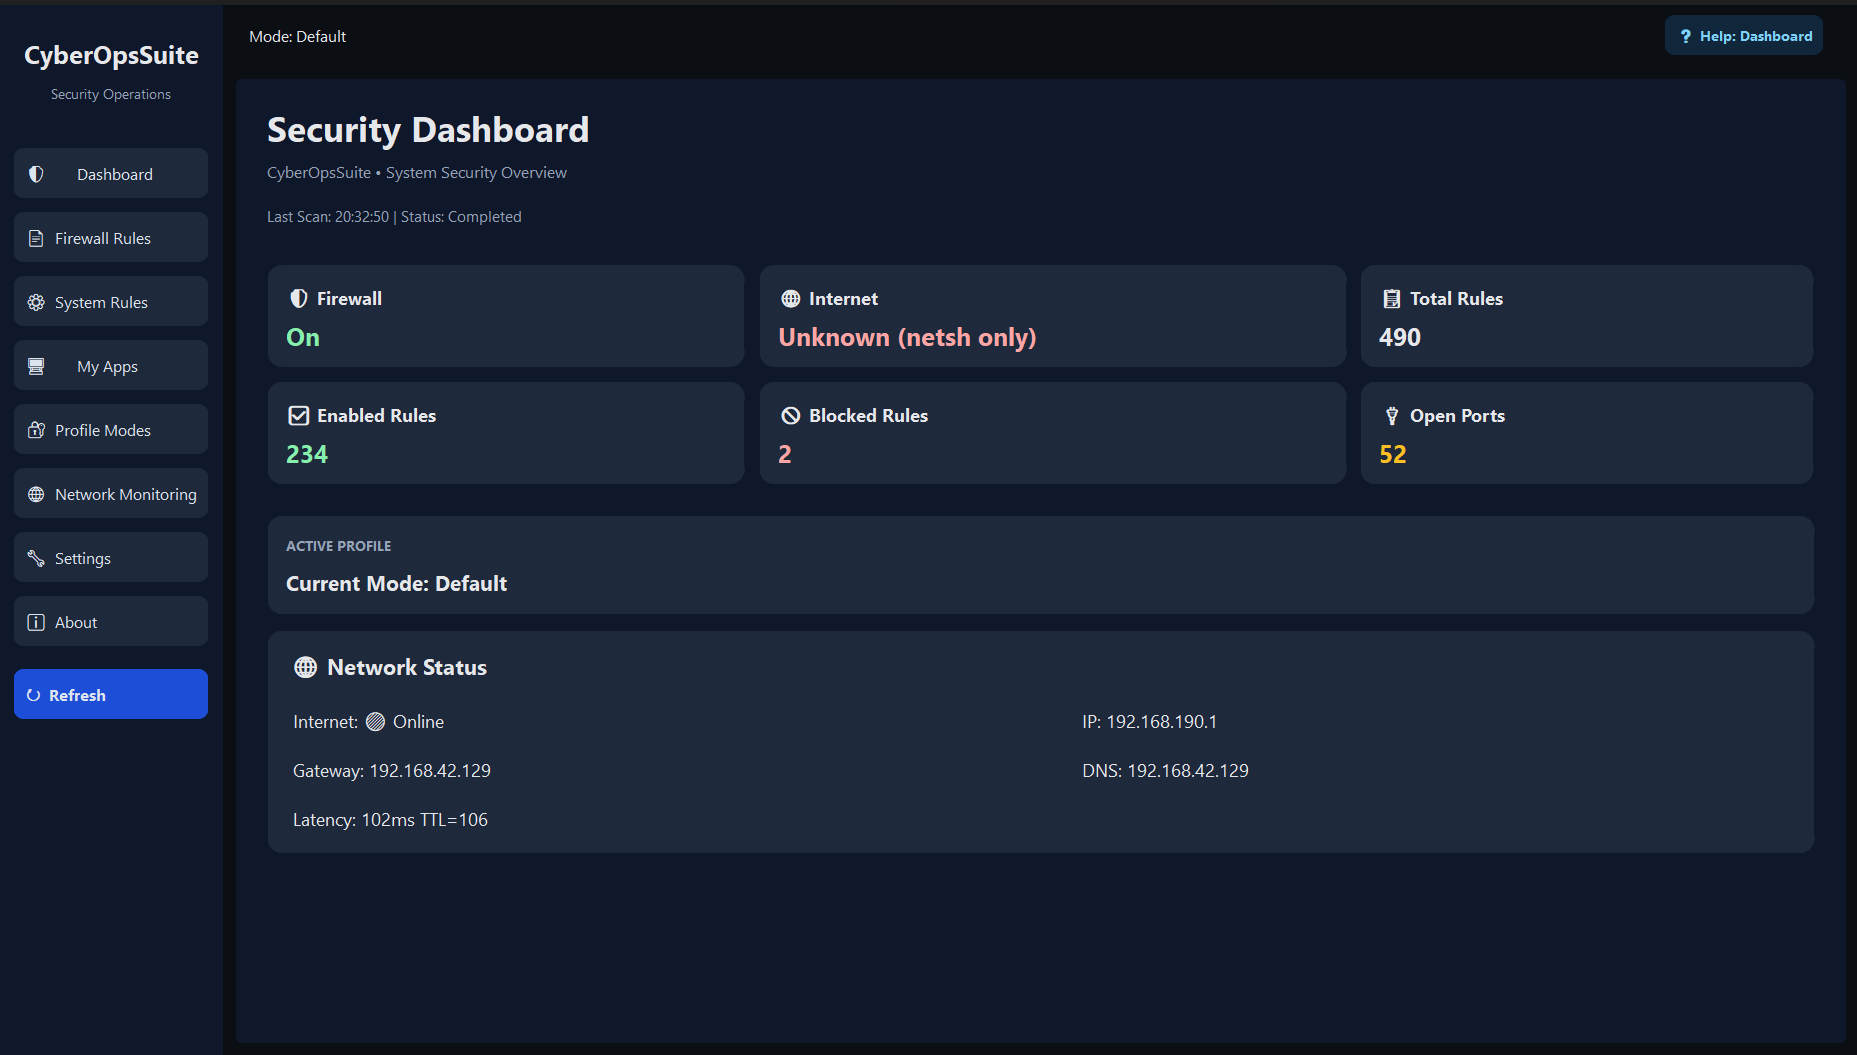 CyberOpsSuite
Security Operations
Dashboard
Firewall Rules
System Rules
My Apps
Profile Modes
Network Monitoring
Settings
About
Refresh
Mode: Default
? Help: Dashboard
Security Dashboard
CyberOpsSuite • System Security Overview
Last Scan: 20:32:50 | Status: Completed
Firewall
On
Internet
Unknown (netsh only)
Total Rules
490
Enabled Rules
234
Blocked Rules
2
Open Ports
52
ACTIVE PROFILE
Current Mode: Default
Network Status
Internet: Online
IP: 192.168.190.1
Gateway: 192.168.42.129
DNS: 192.168.42.129
Latency: 102ms TTL=106